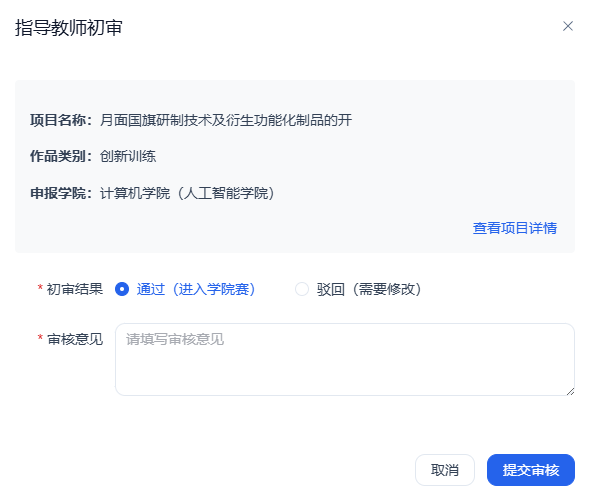 指导教师初审
项目名称：月面国旗研制技术及衍生功能化制品的开
作品类别：创新训练
申报学院：计算机学院（人工智能学院）
查看项目详情
* 初审结果 通过（进入学院赛） 驳回（需要修改）
* 审核意见 请填写审核意见
取消 提交审核